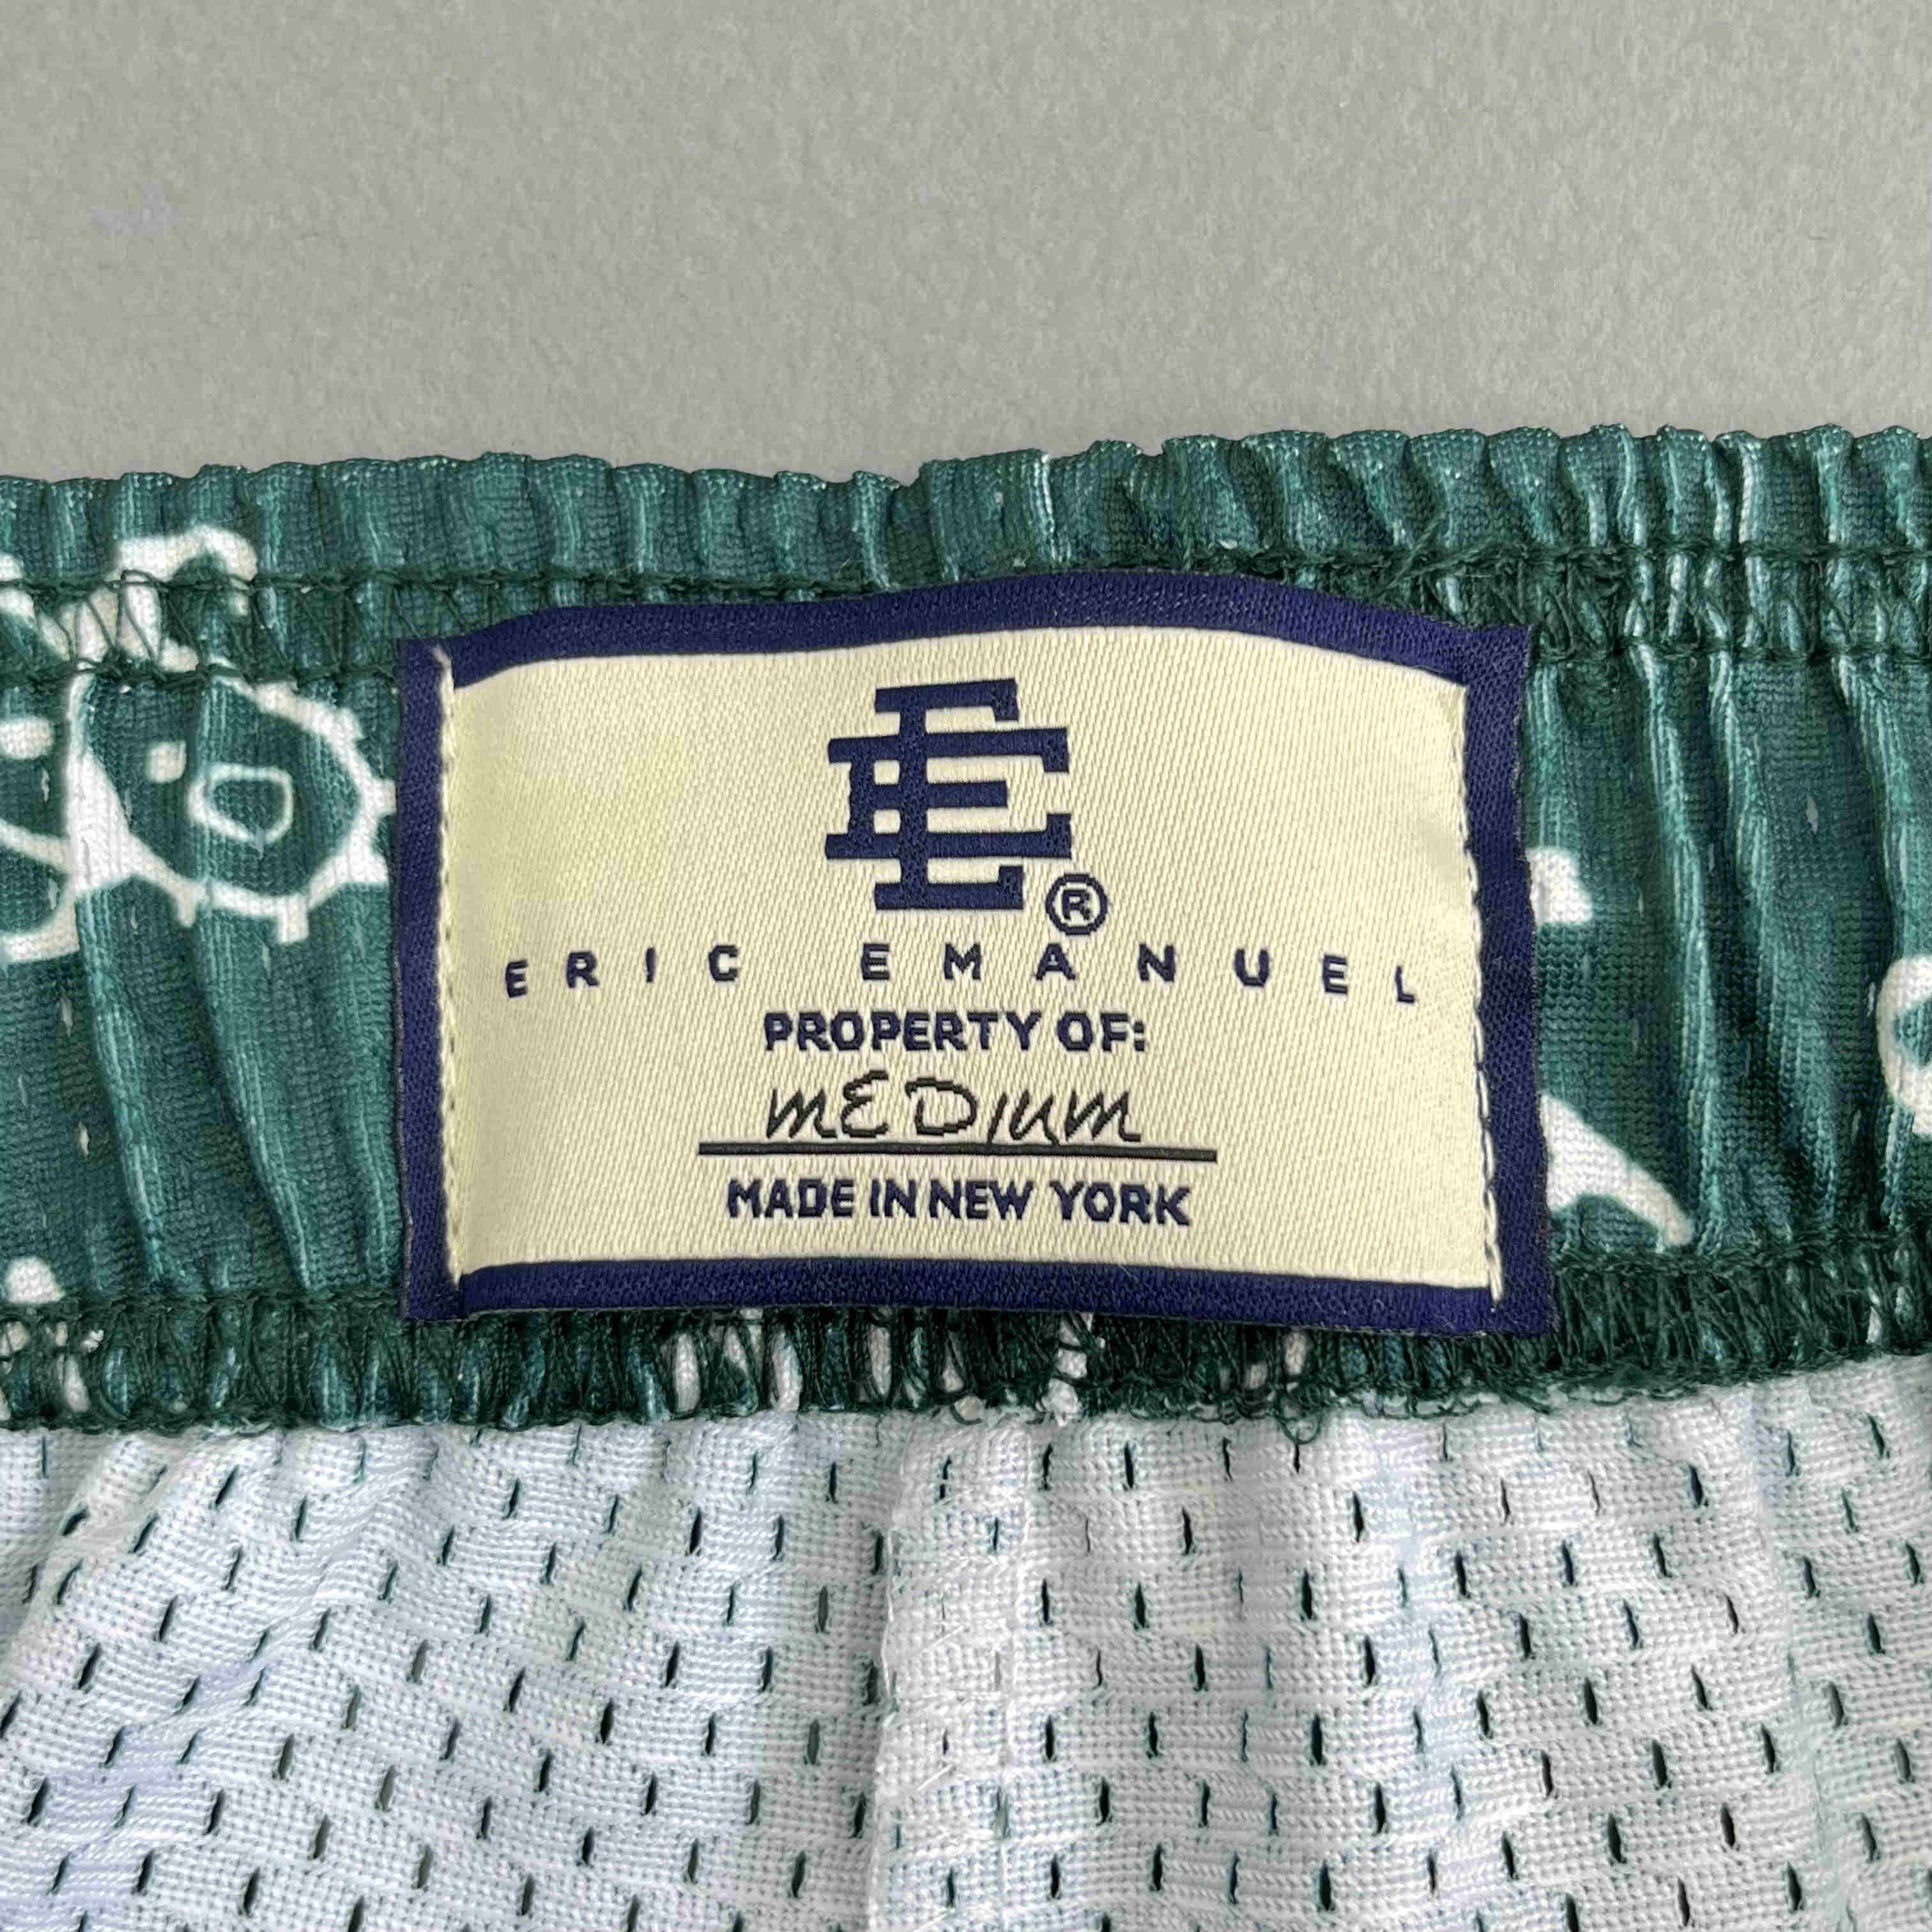 EE®
ERIC EMANUEL
PROPERTY OF:
mEDIum
MADE IN NEW YORK